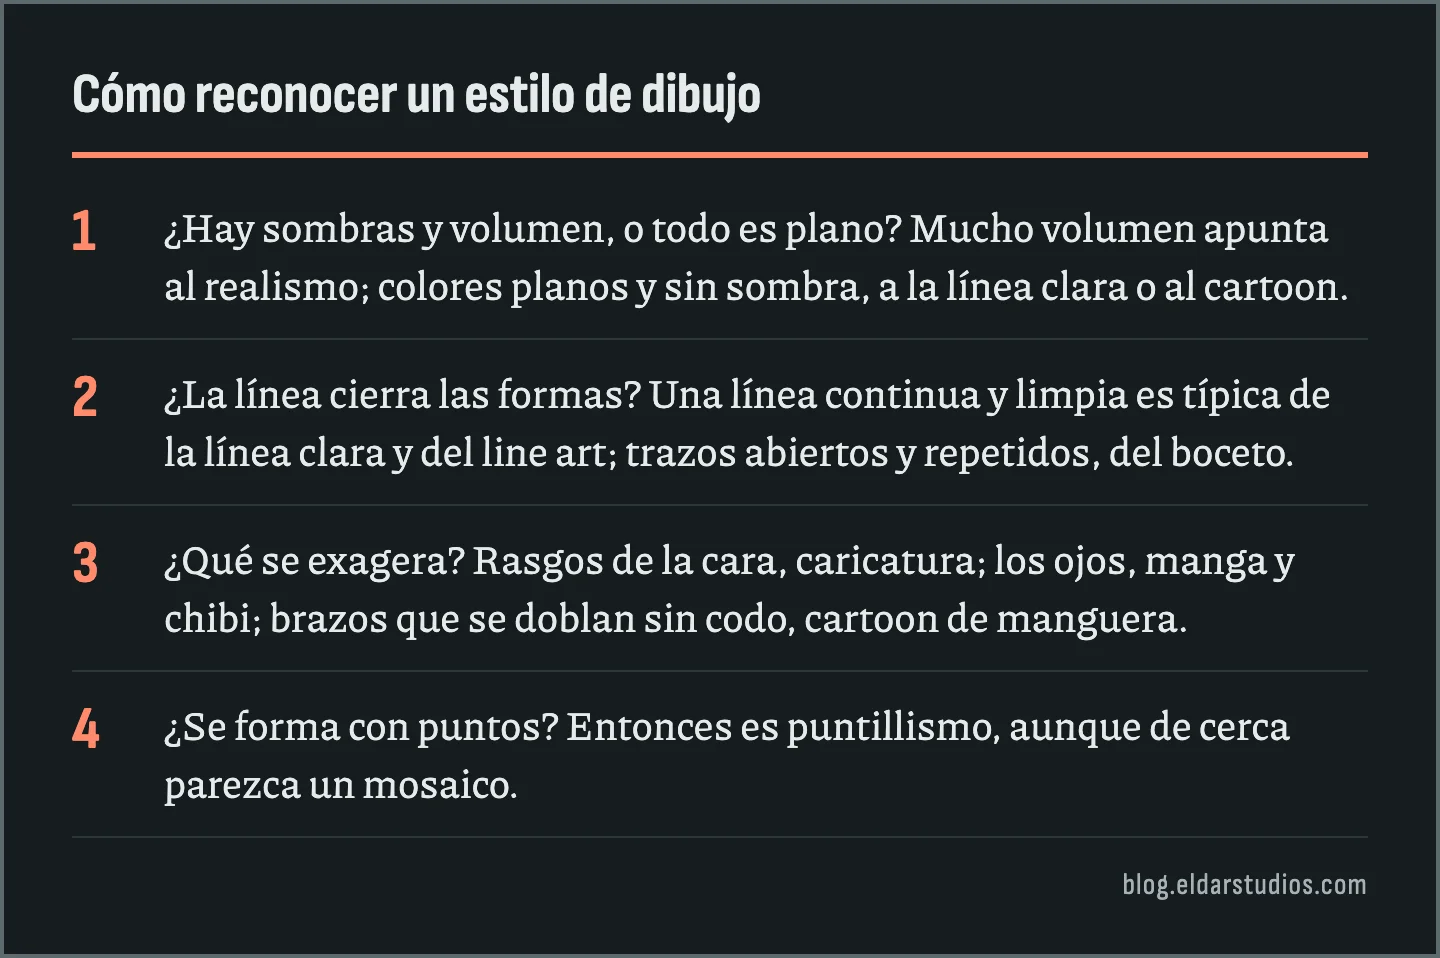 Cómo reconocer un estilo de dibujo
1 ¿Hay sombras y volumen, o todo es plano? Mucho volumen apunta
al realismo; colores planos y sin sombra, a la línea clara o al cartoon.
2 ¿La línea cierra las formas? Una línea continua y limpia es típica de
la línea clara y del line art; trazos abiertos y repetidos, del boceto.
3 ¿Qué se exagera? Rasgos de la cara, caricatura; los ojos, manga y
chibi; brazos que se doblan sin codo, cartoon de manguera.
4 ¿Se forma con puntos? Entonces es puntillismo, aunque de cerca
parezca un mosaico.
blog.eldarstudios.com